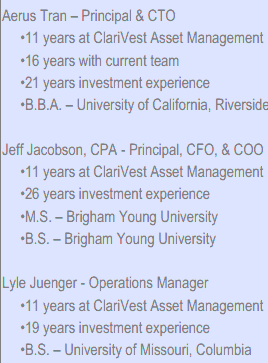 Aerus Tran – Principal & CTO
•11 years at ClariVest Asset Management
•16 years with current team
•21 years investment experience
•B.B.A. – University of California, Riverside
Jeff Jacobson, CPA - Principal, CFO, & COO
•11 years at ClariVest Asset Management
•26 years investment experience
•M.S. – Brigham Young University
•B.S. – Brigham Young University
Lyle Juenger - Operations Manager
•11 years at ClariVest Asset Management
•19 years investment experience
•B.S. – University of Missouri, Columbia